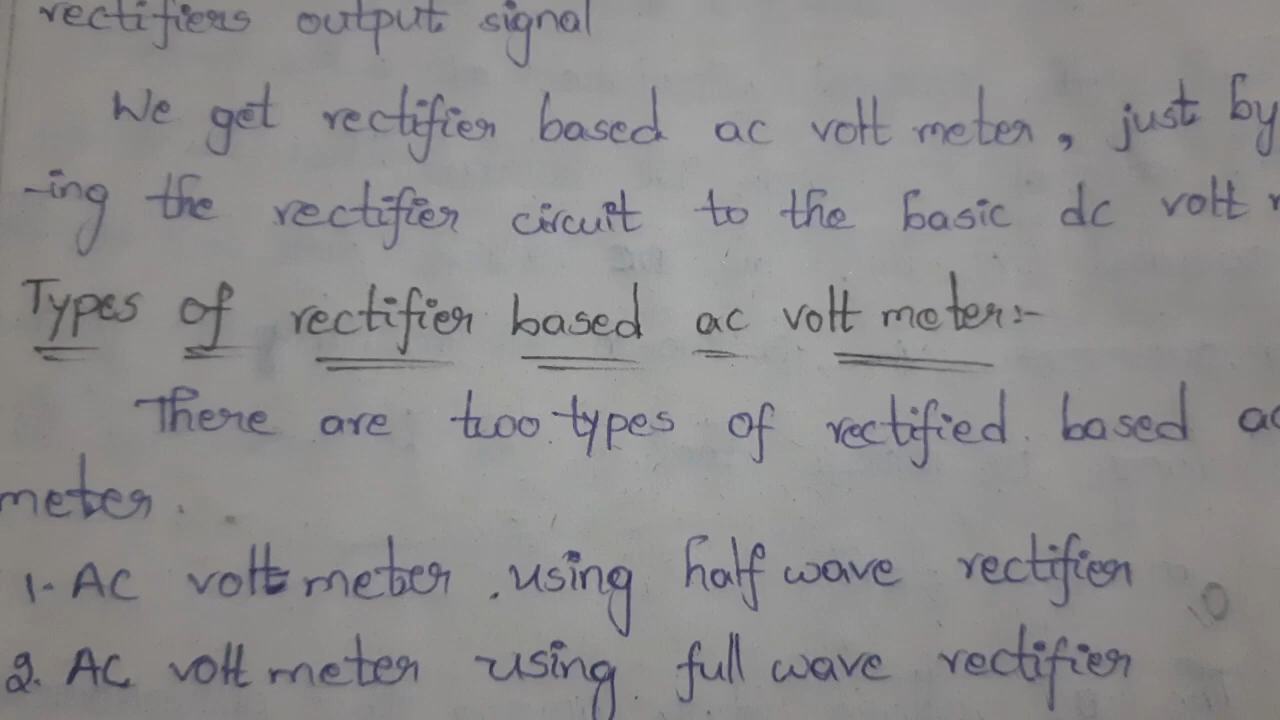 rectifiers output signal
We get rectifier based ac volt meter, just by
-ing the rectifier circuit to the basic dc volt
Types of rectifier based ac volt meter:-
There are two types of rectified based ac
meter.
1. AC volt meter using half wave rectifier
2. AC volt meter using full wave rectifier